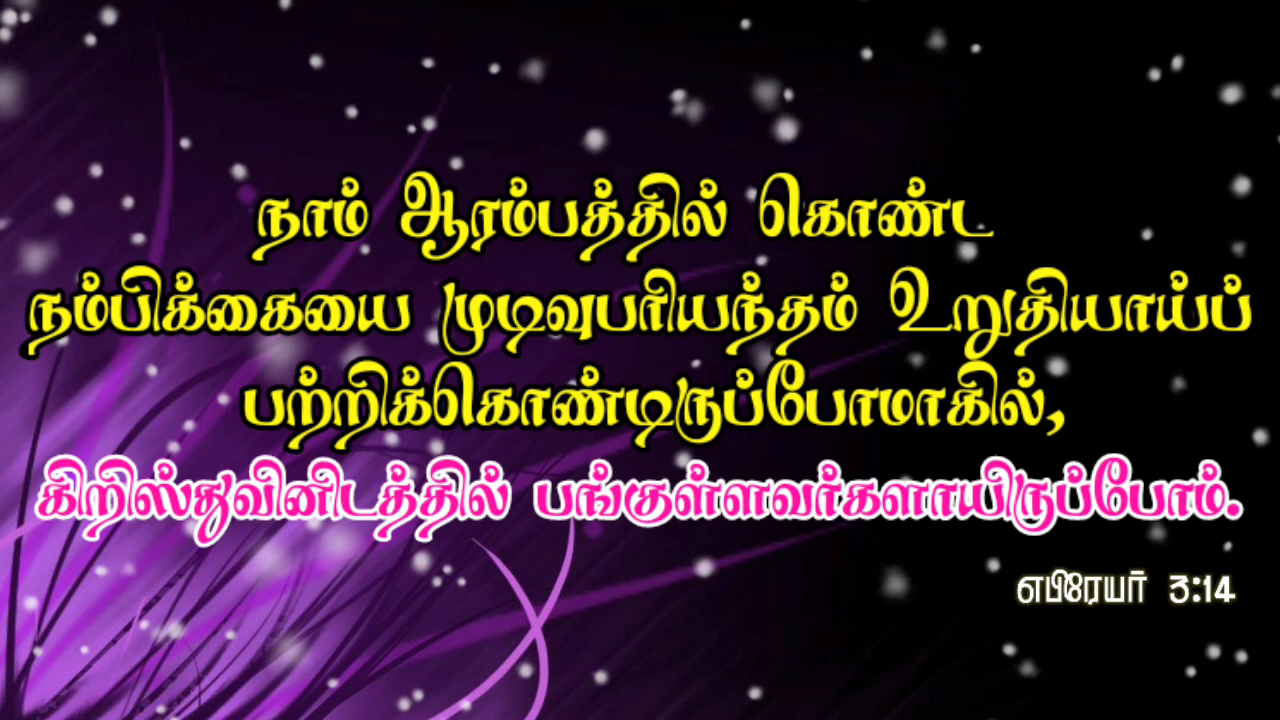 நாம் ஆரம்பத்தில் கொண்ட
நம்பிக்கையை முடிவுபரியந்தம் உறுதியாய்ப்
பற்றிக்கொண்டிருப்போமாகில்,
கிறிஸ்துவினிடத்தில் பங்குள்ளவர்களாயிருப்போம்.
எபிரேயர் 3:14